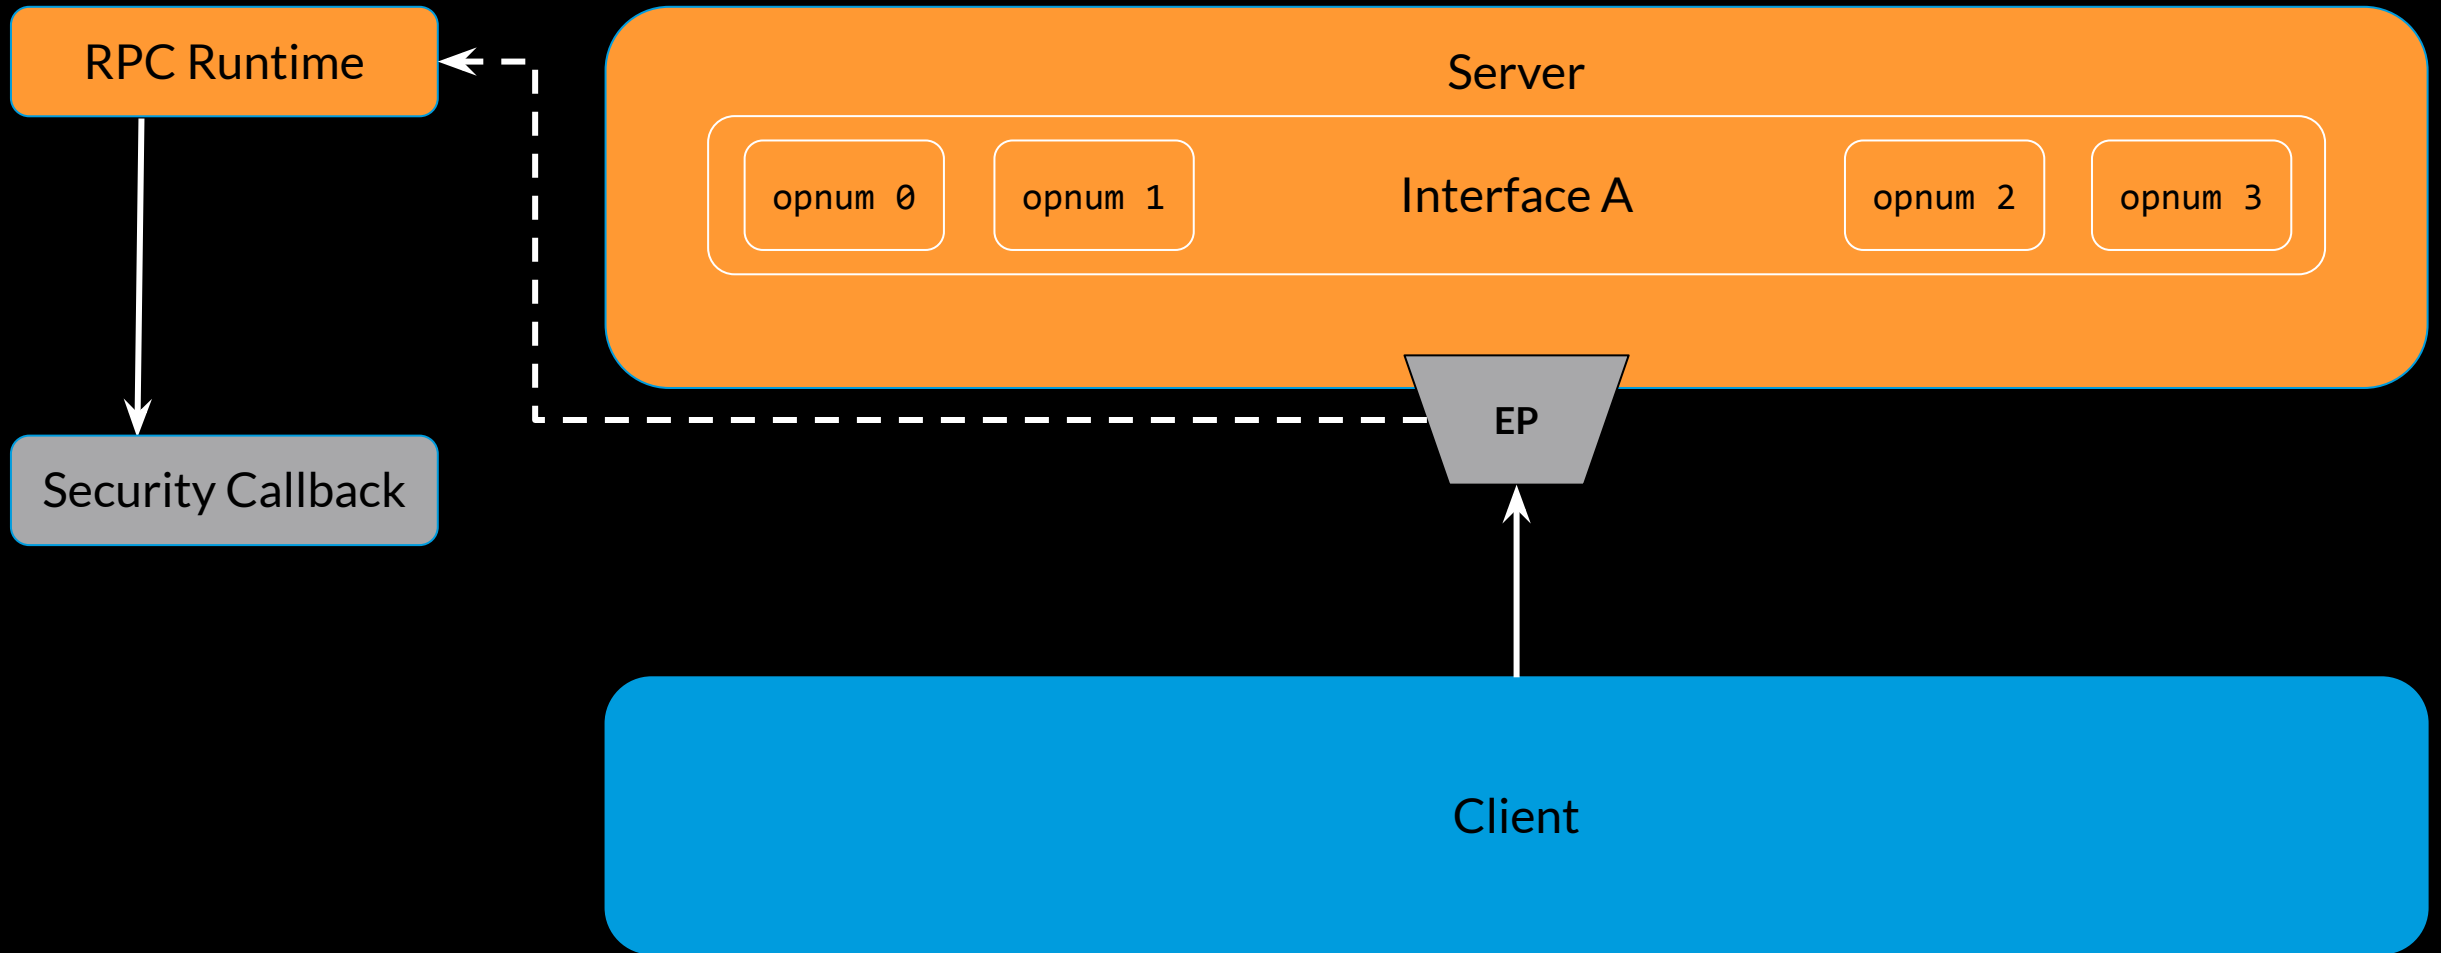 RPC Runtime
Server
opnum 0
opnum 1
Interface A
opnum 2
opnum 3
EP
Security Callback
Client